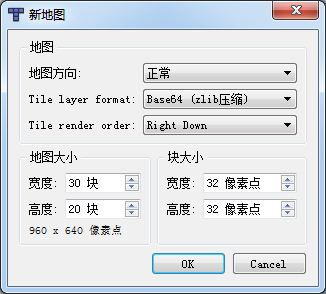 新地图
地图
地图方向: 正常
Tile layer format: Base64 (zlib压缩)
Tile render order: Right Down
地图大小
宽度: 30 块
高度: 20 块
960 x 640 像素点
块大小
宽度: 32 像素点
高度: 32 像素点
OK Cancel